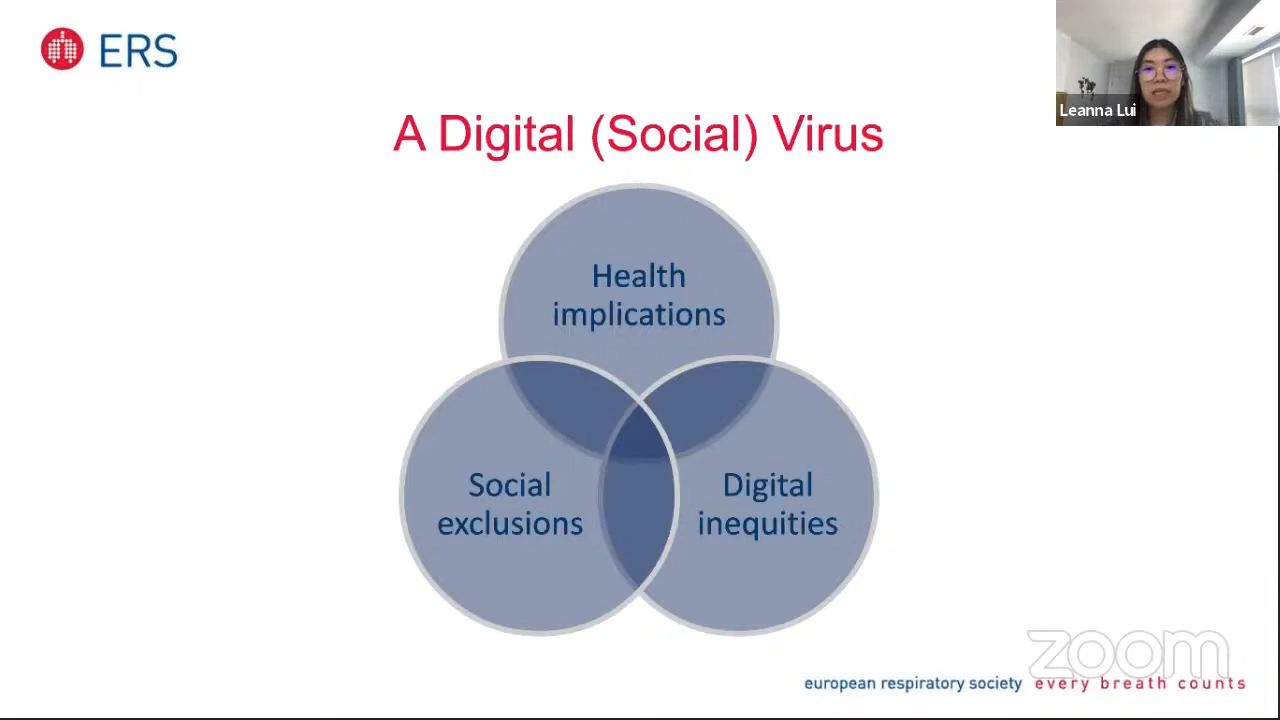 ERS
Leanna Lui
A Digital (Social) Virus
Health
implications
Social
exclusions
Digital
inequities
zoom
european respiratory society every breath counts